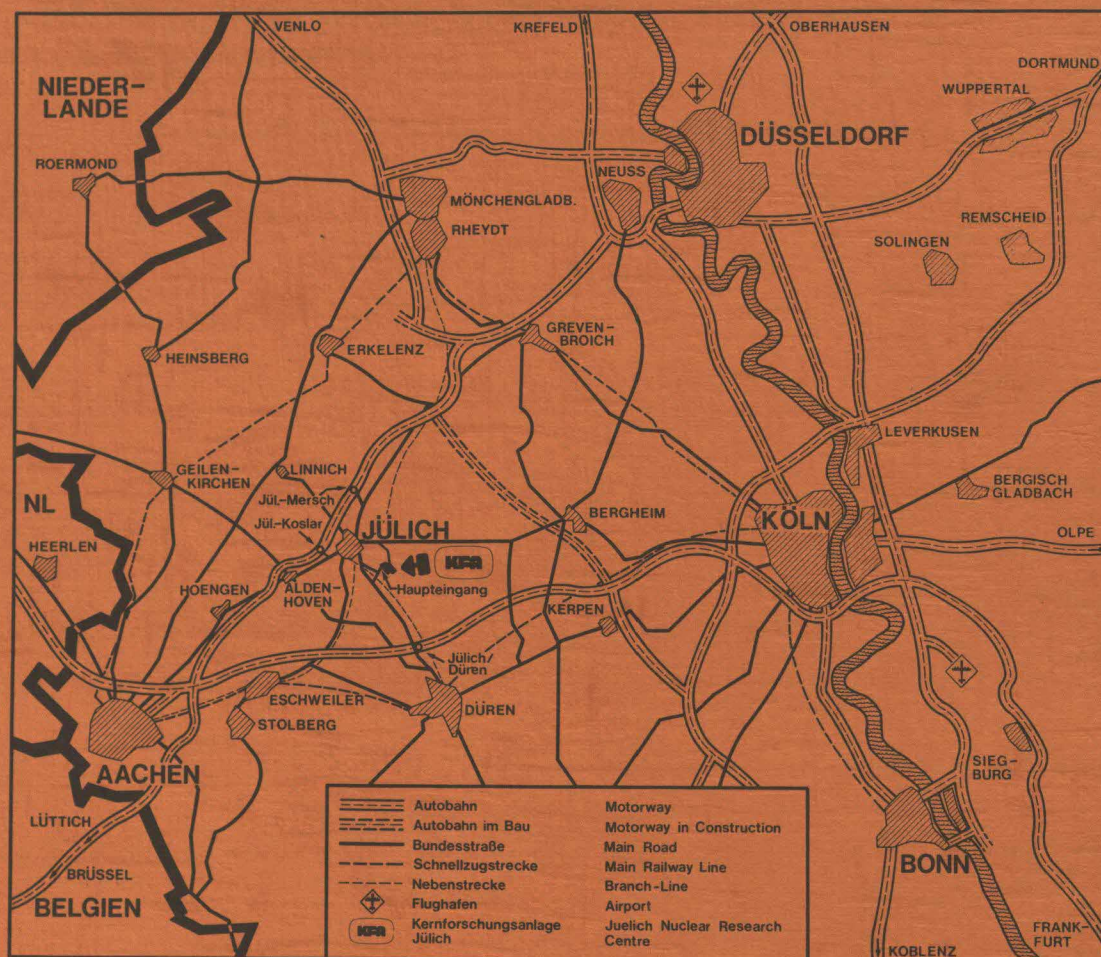 VENLO
KREFELD
OBERHAUSEN
DORTMUND
NIEDER-
LANDE
WUPPERTAL
DÜSSELDORF
ROERMOND
NEUSS
MÖNCHENGLADB.
RHEYDT
REMSCHEID
SOLINGEN
GREVEN-
BROICH
ERKELENZ
HEINSBERG
LEVERKUSEN
GEILEN-
KIRCHEN
LINNICH
BERGISCH
GLADBACH
NL
Jül.-Mersch
Jül.-Koslar
JÜLICH
BERGHEIM
KÖLN
OLPE
HEERLEN
KFA
HOENGEN
ALDEN-
HOVEN
Haupteingang
KERPEN
Jülich/
Düren
ESCHWEILER
DÜREN
STOLBERG
AACHEN
SIEG-
BURG
LÜTTICH
BRÜSSEL
BELGIEN
BONN
FRANK-
FURT
KOBLENZ
Autobahn Motorway
Autobahn im Bau Motorway in Construction
Bundesstraße Main Road
Schnellzugstrecke Main Railway Line
Nebenstrecke Branch-Line
Flughafen Airport
KFA Kernforschungsanlage Juelich Nuclear Research
Jülich Centre